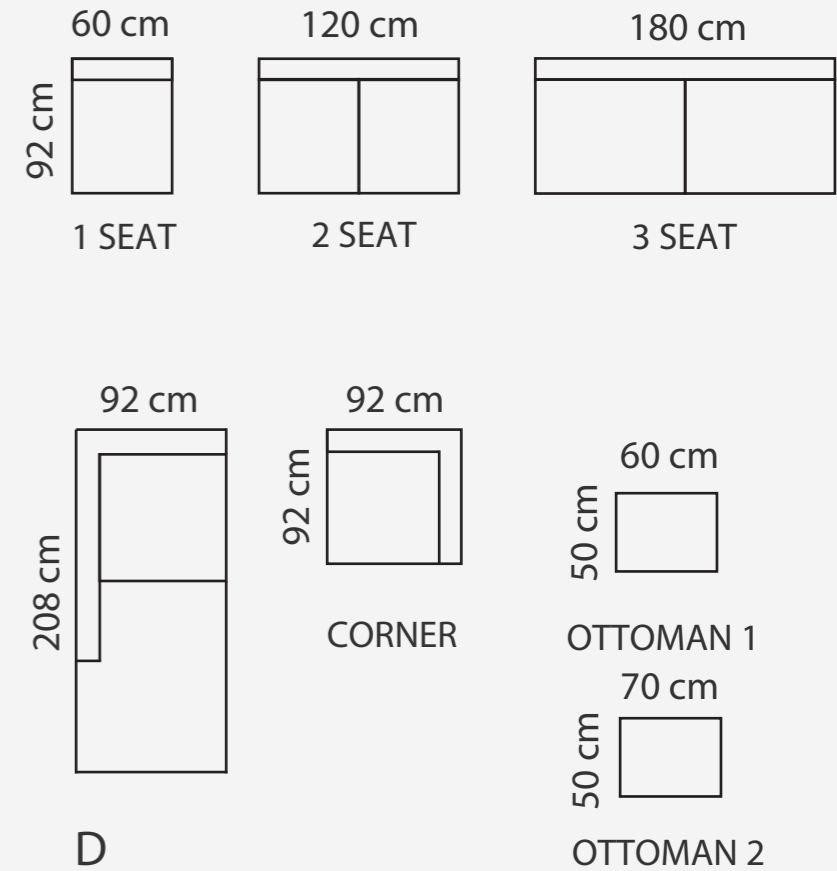 60 cm
92 cm
1 SEAT
120 cm
2 SEAT
180 cm
3 SEAT
92 cm
208 cm
D
92 cm
92 cm
CORNER
60 cm
50 cm
OTTOMAN 1
70 cm
50 cm
OTTOMAN 2